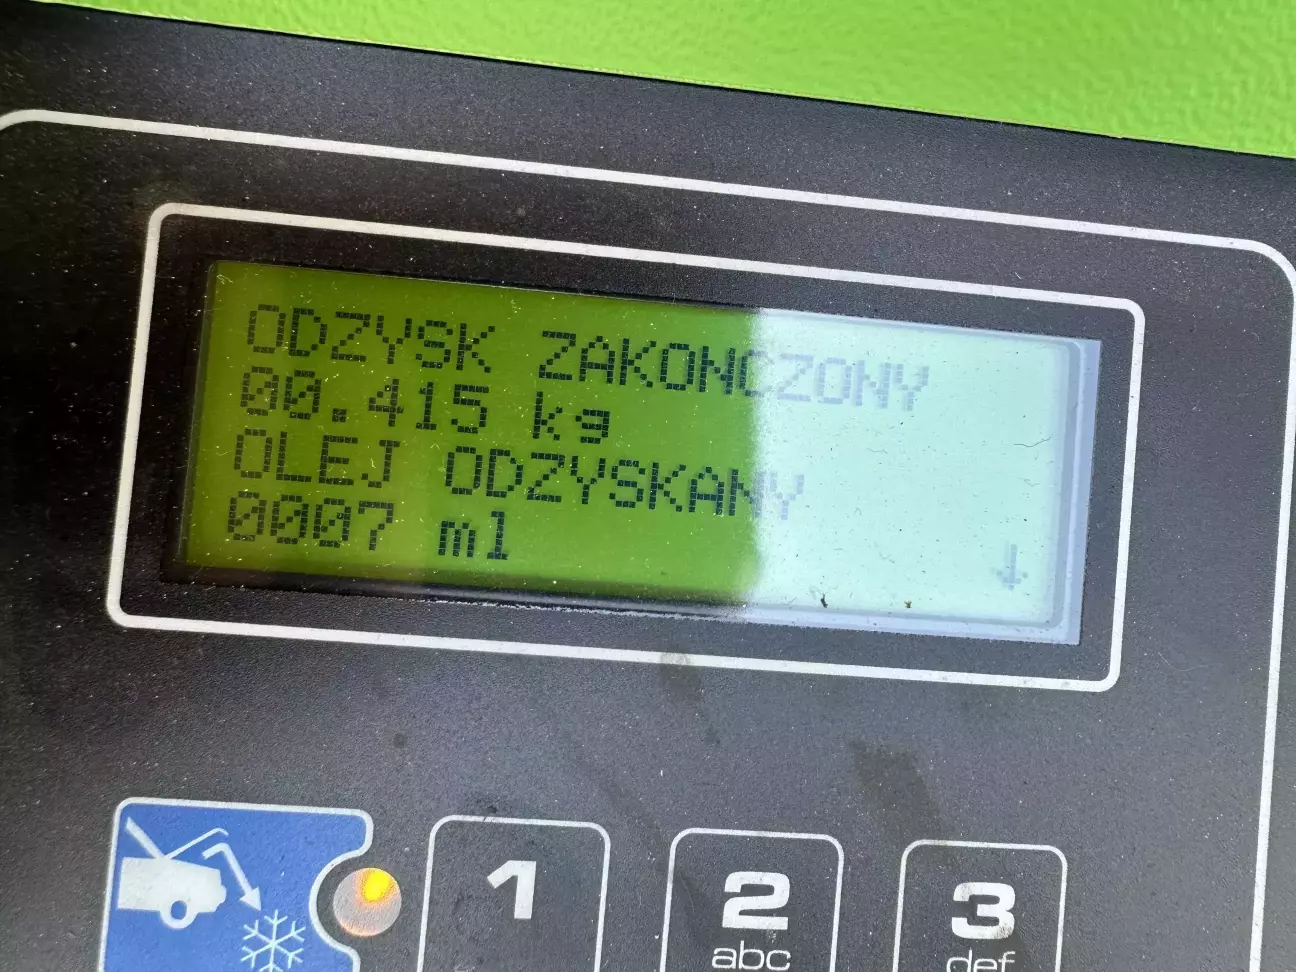 ODZYSK ZAKONCZONY
00.415 kg
OLEJ ODZYSKANY
0007 ml
1
2
3
abc
def